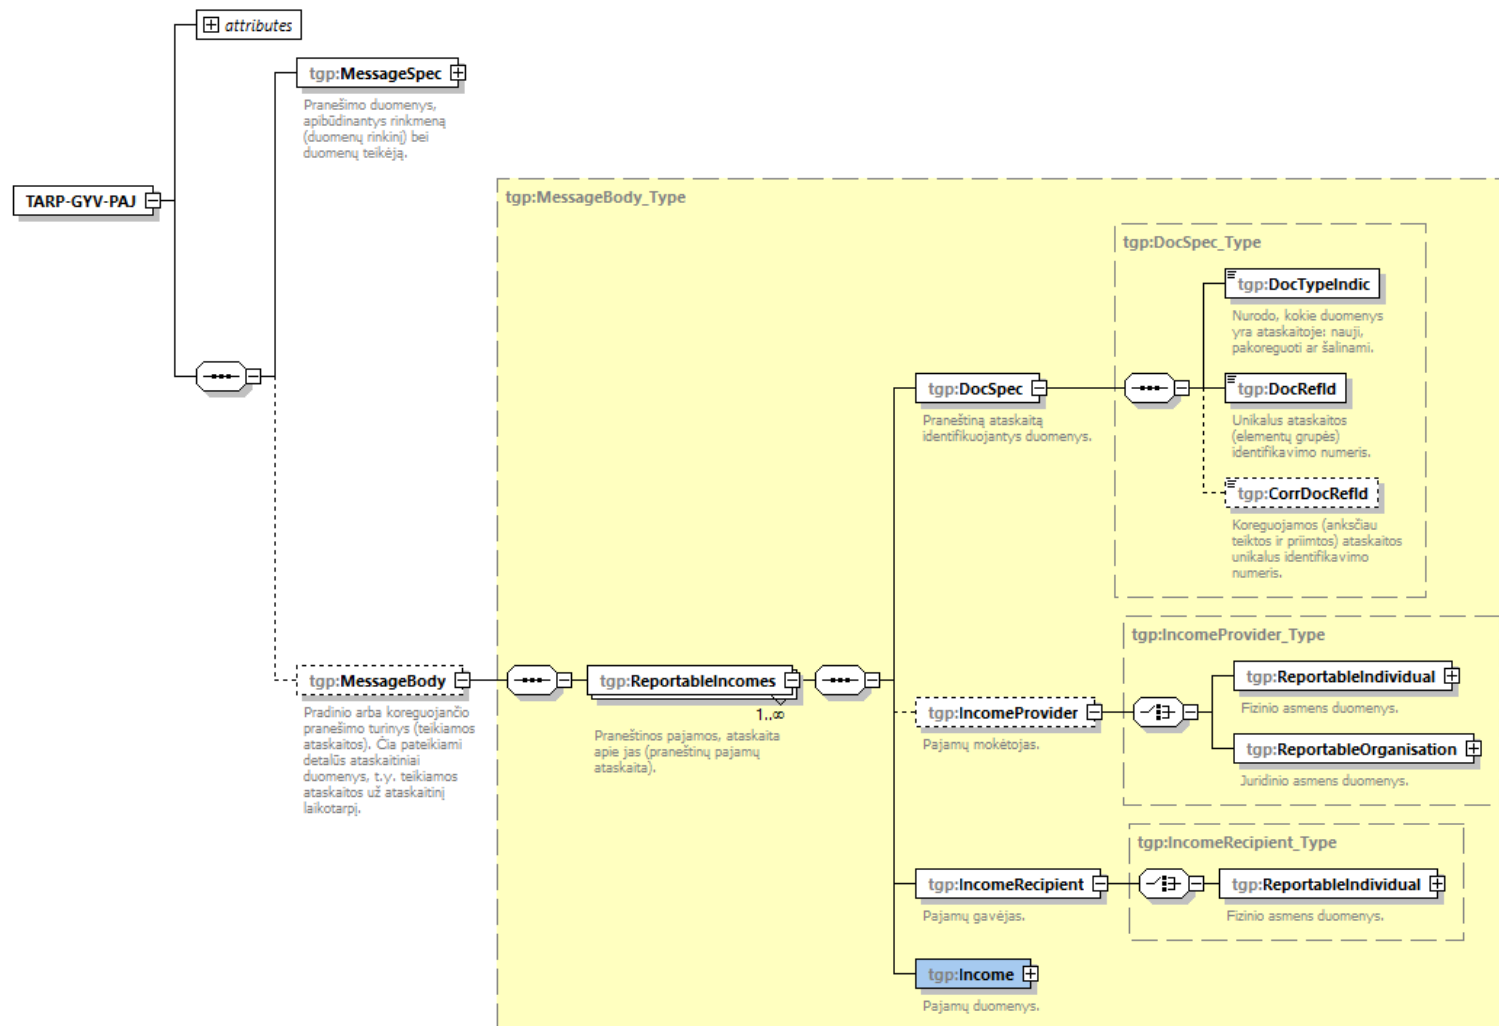 attributes
tgp:MessageSpec
Pranešimo duomenys,
apibūdinantys rinkmeną
(duomenų rinkinį) bei
duomenų teikėją.
TARP-GYV-PAJ
tgp:MessageBody_Type
tgp:DocSpec_Type
tgp:DocTypeIndic
Nurodo, kokie duomenys
yra ataskaitoje: nauji,
pakoreguoti ar šalinami.
tgp:DocSpec
Praneštiną ataskaitą
identifikuojantys duomenys.
tgp:DocRefId
Unikalus ataskaitos
(elementų grupės)
identifikavimo numeris.
tgp:CorrDocRefId
Koreguojamos (anksčiau
teiktos ir priimtos) ataskaitos
unikalus identifikavimo
numeris.
tgp:MessageBody
Pradinio arba koreguojančio
pranešimo turinys (teikiamos
ataskaitos). Čia pateikiami
detalūs ataskaitiniai
duomenys, t.y. teikiamos
ataskaitos už ataskaitinį
laikotarpį.
tgp:ReportableIncomes
1..∞
Praneštinos pajamos, ataskaita
apie jas (praneštinų pajamų
ataskaita).
tgp:IncomeProvider_Type
tgp:IncomeProvider
Pajamų mokėtojas.
tgp:ReportableIndividual
Fizinio asmens duomenys.
tgp:ReportableOrganisation
Juridinio asmens duomenys.
tgp:IncomeRecipient_Type
tgp:IncomeRecipient
Pajamų gavėjas.
tgp:ReportableIndividual
Fizinio asmens duomenys.
tgp:Income
Pajamų duomenys.